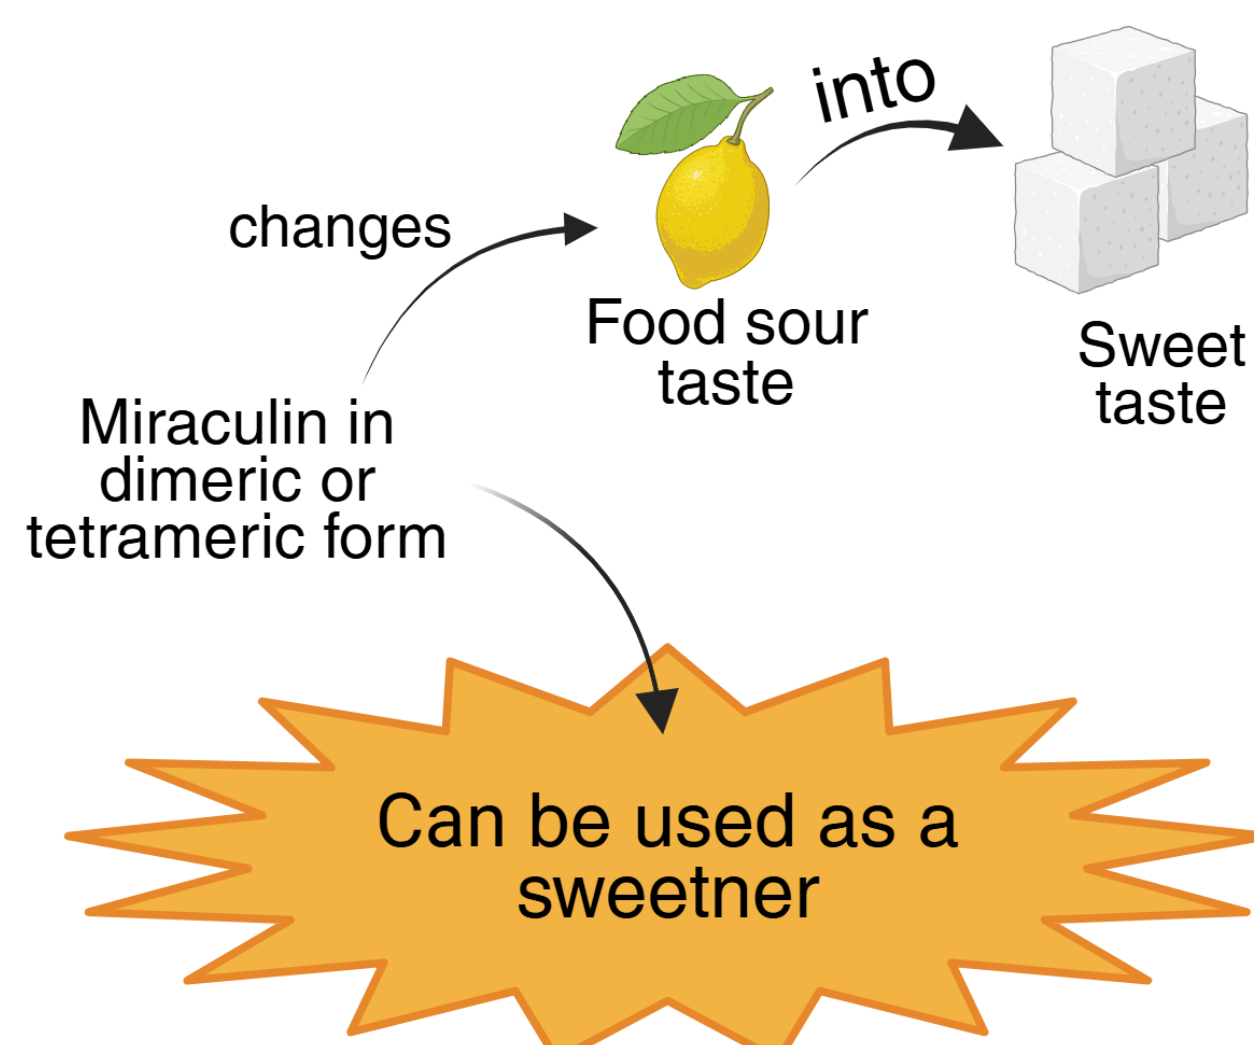 into
changes
Food sour
taste
Sweet
taste
Miraculin in
dimeric or
tetrameric form
Can be used as a
sweetner